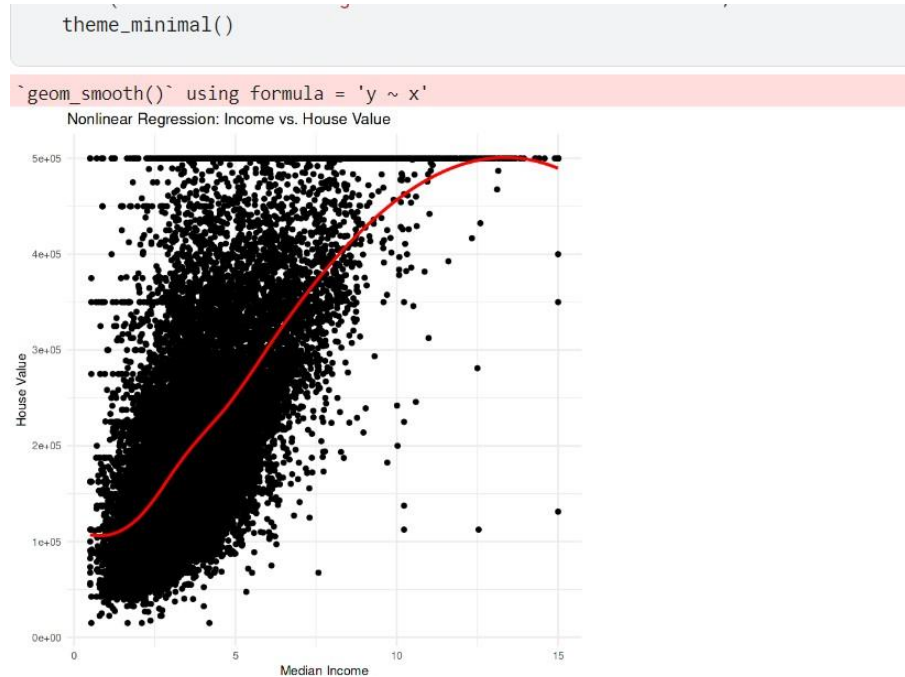 theme_minimal()
`geom_smooth()` using formula = 'y ~ x'
Nonlinear Regression: Income vs. House Value
5e+05
4e+05
3e+05
2e+05
1e+05
0e+00
House Value
0 5 10 15
Median Income